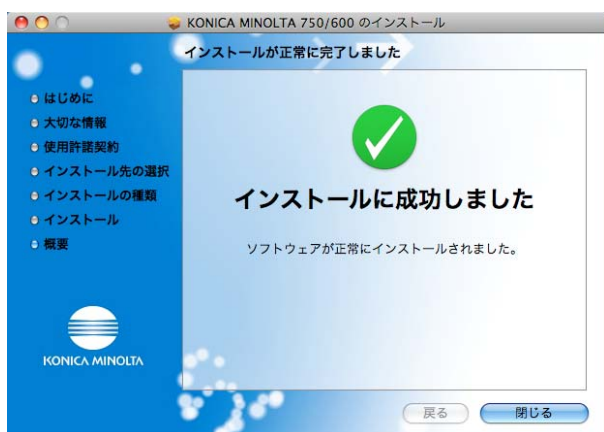 KONICA MINOLTA 750/600 のインストール
インストールが正常に完了しました
はじめに
大切な情報
使用許諾契約
インストール先の選択
インストールの種類
インストール
概要
インストールに成功しました
ソフトウェアが正常にインストールされました。
KONICA MINOLTA
戻る
閉じる